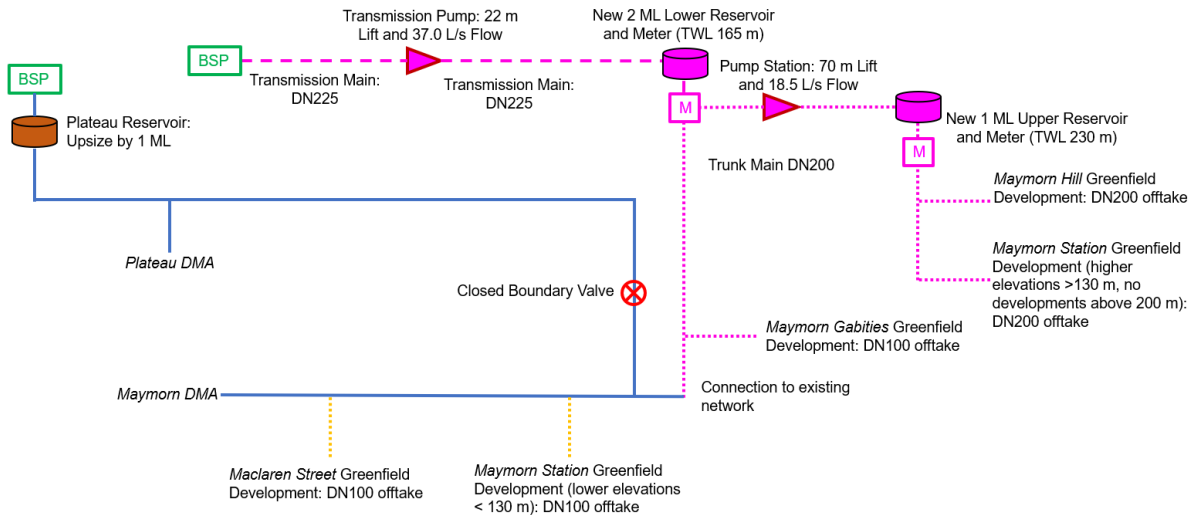 Transmission Pump: 22 m
Lift and 37.0 L/s Flow
New 2 ML Lower Reservoir
and Meter (TWL 165 m)
BSP
BSP
Transmission Main:
DN225
Transmission Main:
DN225
Pump Station: 70 m Lift
and 18.5 L/s Flow
M
Plateau Reservoir:
Upsize by 1 ML
New 1 ML Upper Reservoir
and Meter (TWL 230 m)
M
Trunk Main DN200
Maymorn Hill Greenfield
Development: DN200 offtake
Plateau DMA
Maymorn Station Greenfield
Development (higher
elevations >130 m, no
developments above 200 m):
DN200 offtake
Closed Boundary Valve
Maymorn Gabities Greenfield
Development: DN100 offtake
Maymorn DMA
Connection to existing
network
Maclaren Street Greenfield
Development: DN100 offtake
Maymorn Station Greenfield
Development (lower elevations
< 130 m): DN100 offtake